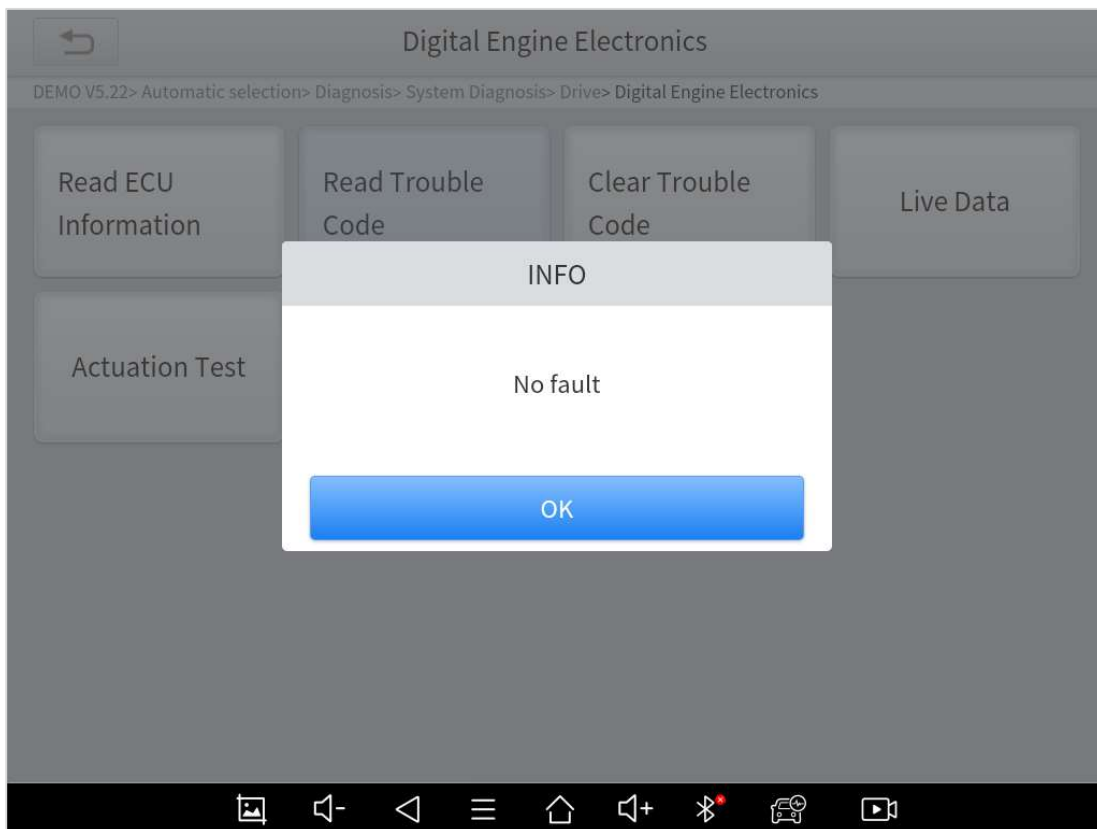 Digital Engine Electronics
DEMO V5.22> Automatic selection> Diagnosis> System Diagnosis> Drive> Digital Engine Electronics
Read ECU
Information
Read Trouble
Code
Clear Trouble
Code
Live Data
Actuation Test
INFO
No fault
OK